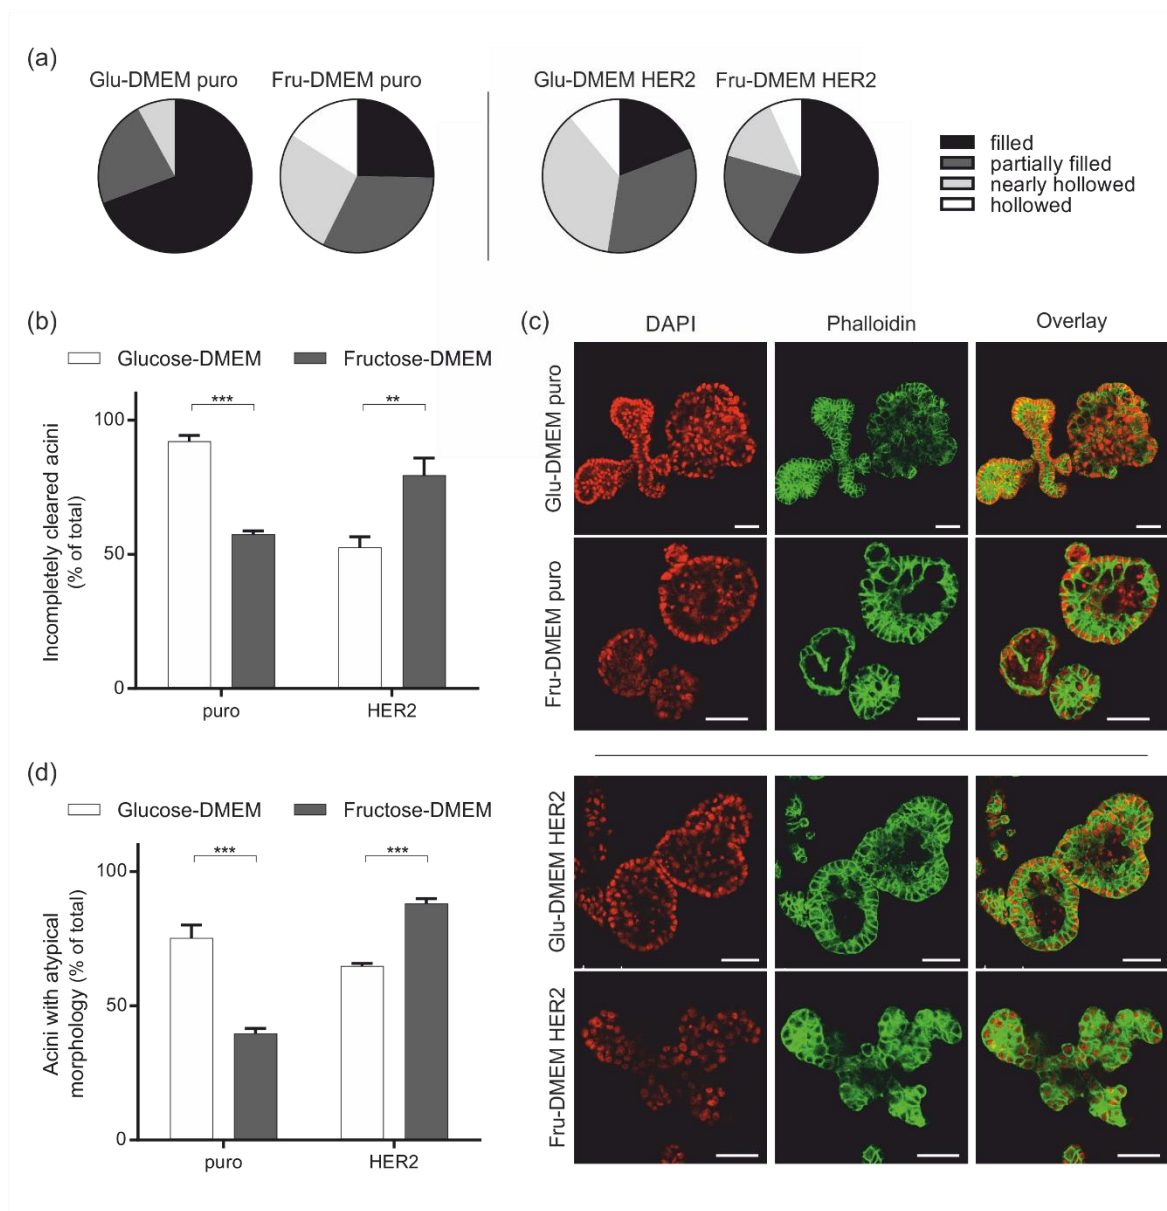 (a)
Glu-DMEM puro
Fru-DMEM puro
Glu-DMEM HER2
Fru-DMEM HER2
filled
partially filled
nearly hollowed
hollowed
(b)
Glucose-DMEM
Fructose-DMEM
Incompletely cleared acini
(% of total)
100
50
0
***
**
puro
HER2
(c)
DAPI
Phalloidin
Overlay
Glu-DMEM puro
Fru-DMEM puro
Glu-DMEM HER2
Fru-DMEM HER2
(d)
Glucose-DMEM
Fructose-DMEM
Acini with atypical
morphology (% of total)
100
50
0
***
***
puro
HER2